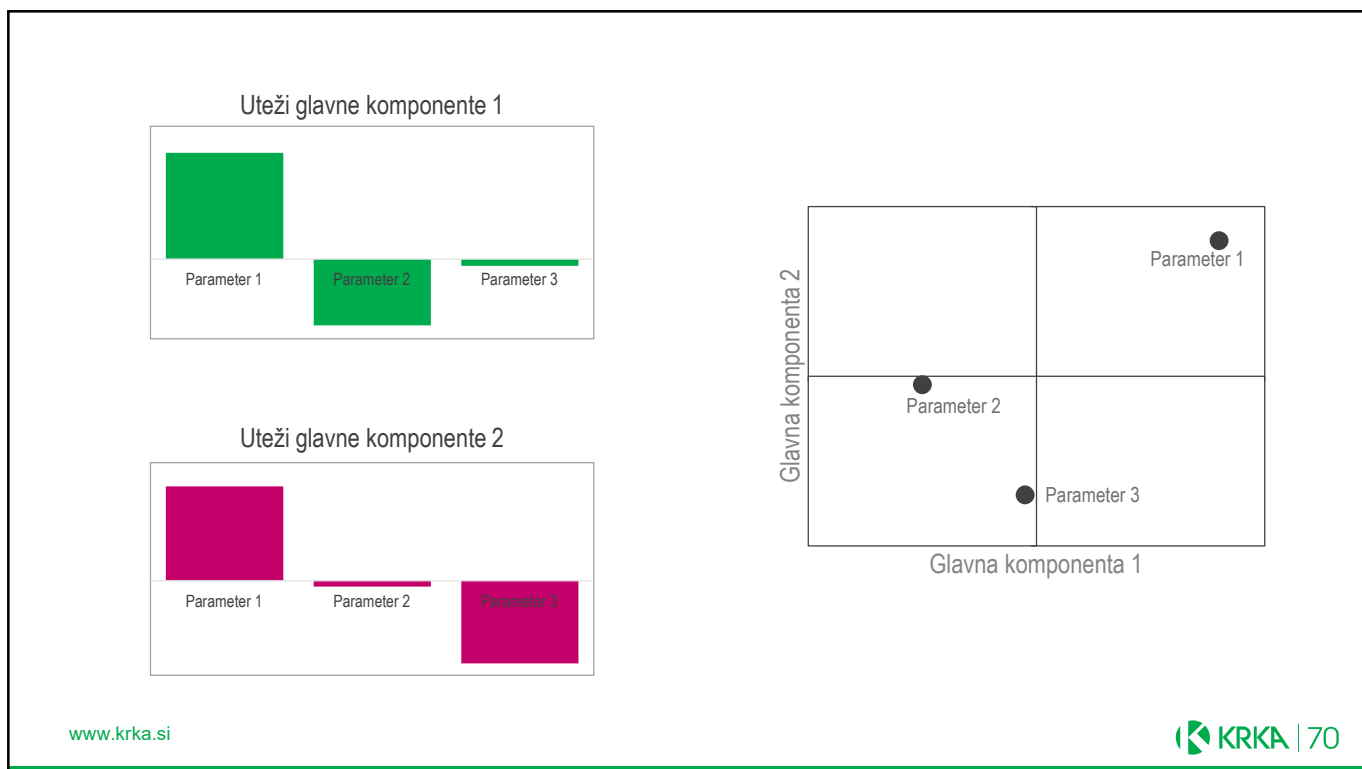 Uteži glavne komponente 1
Parameter 1
Parameter 2
Parameter 3
Uteži glavne komponente 2
Parameter 1
Parameter 2
Parameter 3
Glavna komponenta 2
Parameter 1
Parameter 2
Parameter 3
Glavna komponenta 1
www.krka.si
KRKA | 70